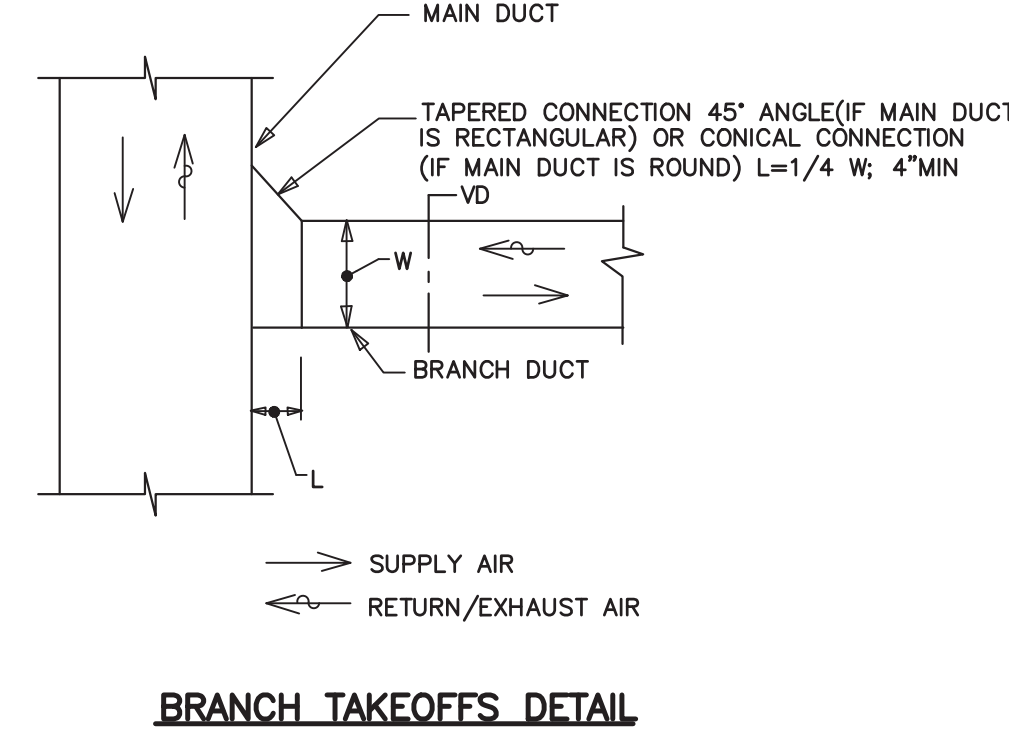 MAIN DUCT
TAPERED CONNECTION 45° ANGLE(IF MAIN DUCT
IS RECTANGULAR) OR CONICAL CONNECTION
(IF MAIN DUCT IS ROUND) L=1/4 W; 4"MIN
VD
W
BRANCH DUCT
L
SUPPLY AIR
RETURN/EXHAUST AIR
BRANCH TAKEOFFS DETAIL